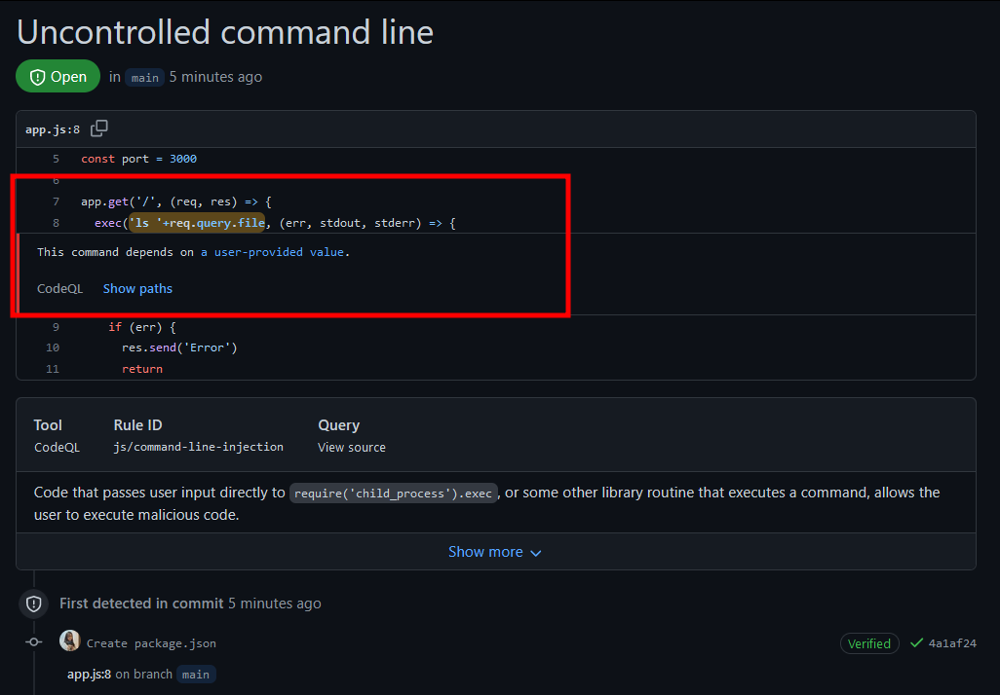 Uncontrolled command line
Open in main 5 minutes ago
app.js:8
5 const port = 3000
6
7 app.get('/', (req, res) => {
8 exec('ls '+req.query.file, (err, stdout, stderr) => {
This command depends on a user-provided value.
CodeQL Show paths
9 if (err) {
10 res.send('Error')
11 return
Tool Rule ID Query
CodeQL js/command-line-injection View source
Code that passes user input directly to require('child_process').exec, or some other library routine that executes a command, allows the
user to execute malicious code.
Show more
First detected in commit 5 minutes ago
Create package.json Verified 4a1af24
app.js:8 on branch main